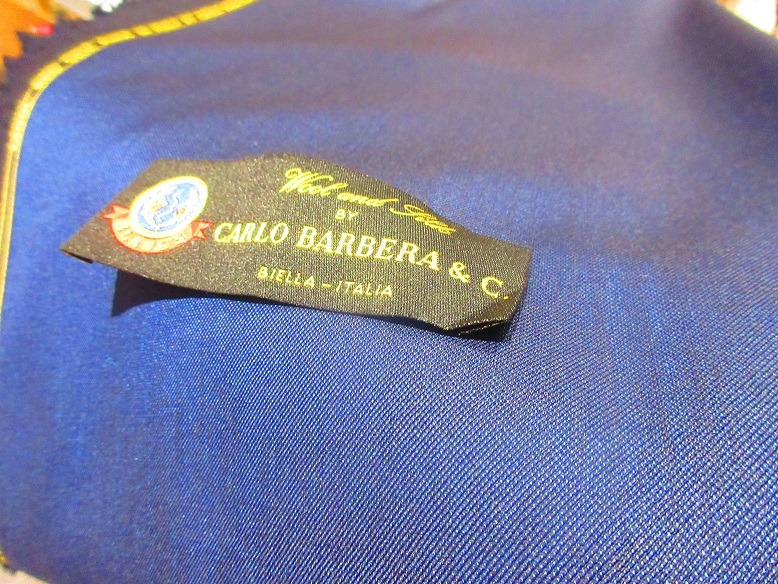 Wool and Silk
BY
CARLO BARBERA & C.
BIELLA - ITALIA